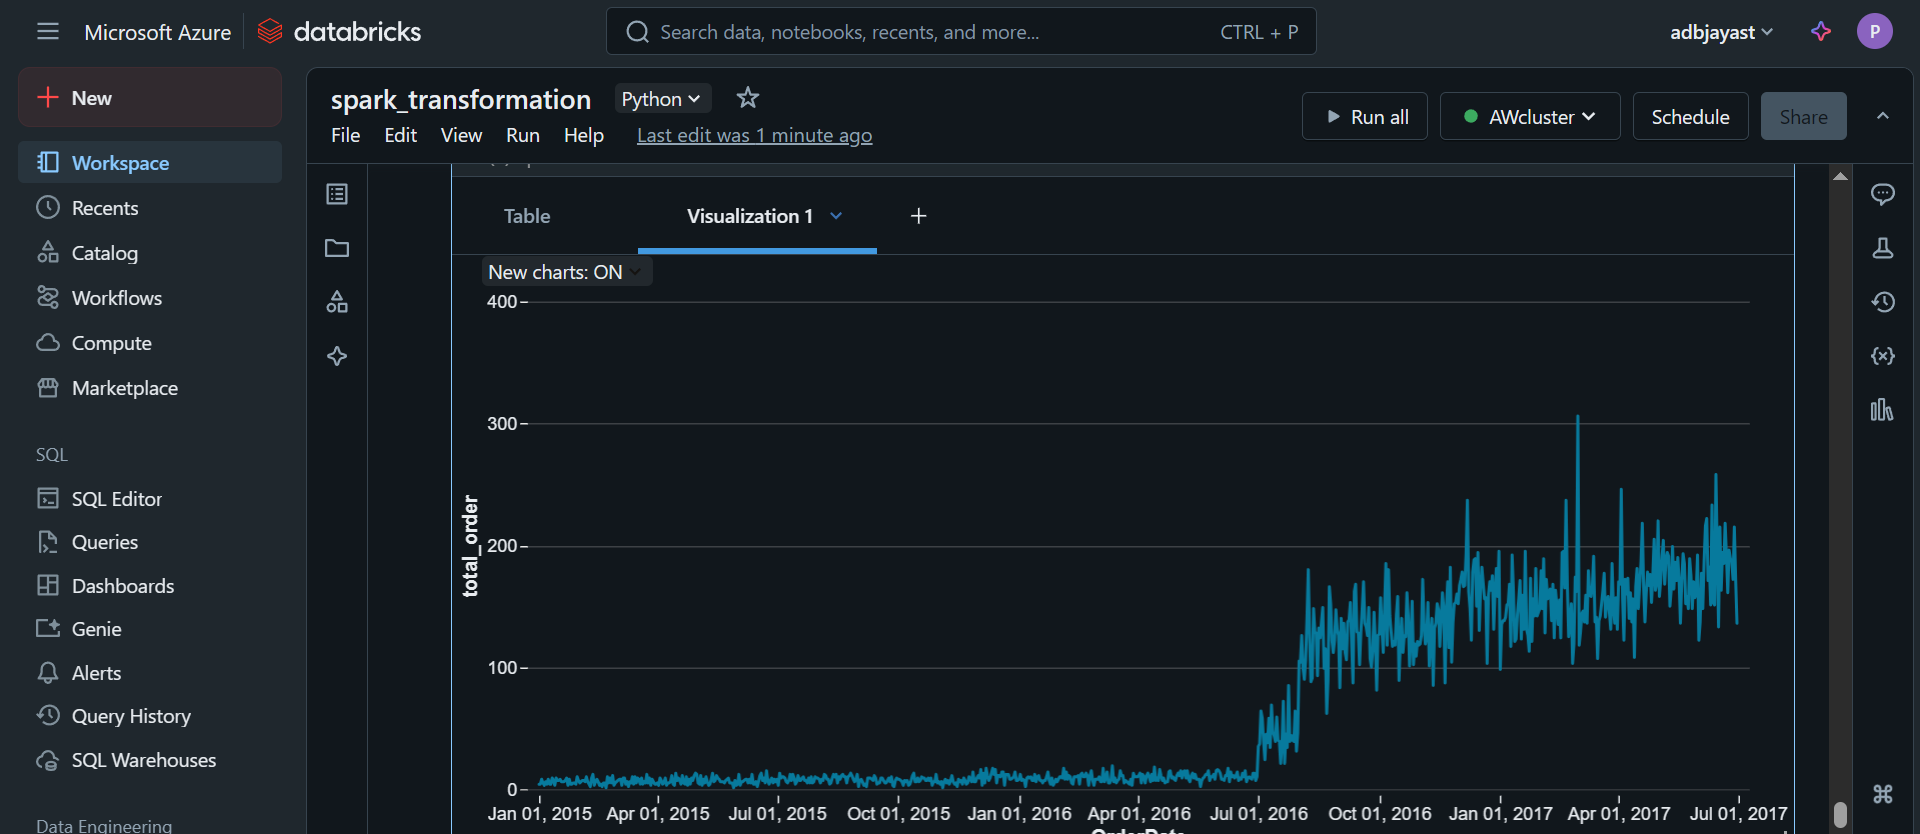 Microsoft Azure
databricks
Search data, notebooks, recents, and more...
CTRL + P
adbjayast
P
New
Workspace
Recents
Catalog
Workflows
Compute
Marketplace
SQL
SQL Editor
Queries
Dashboards
Genie
Alerts
Query History
SQL Warehouses
Data Engineering
spark_transformation
Python
File Edit View Run Help Last edit was 1 minute ago
Run all
AWcluster
Schedule
Share
Table
Visualization 1
+
New charts: ON
400
300
200
100
0
total_order
Jan 01, 2015 Apr 01, 2015 Jul 01, 2015 Oct 01, 2015 Jan 01, 2016 Apr 01, 2016 Jul 01, 2016 Oct 01, 2016 Jan 01, 2017 Apr 01, 2017 Jul 01, 2017
OrderDate